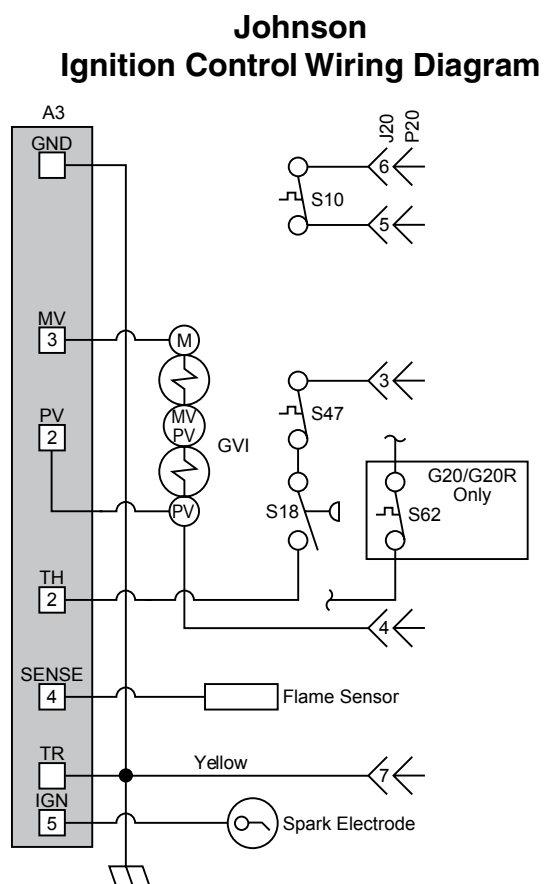 Johnson
Ignition Control Wiring Diagram
A3
GND
J20
P20
6
S10
5
MV
3
M
3
MV
PV
S47
PV
2
GVI
G20/G20R
Only
PV
S18
S62
TH
2
4
SENSE
4
Flame Sensor
TR
Yellow
7
IGN
5
Spark Electrode